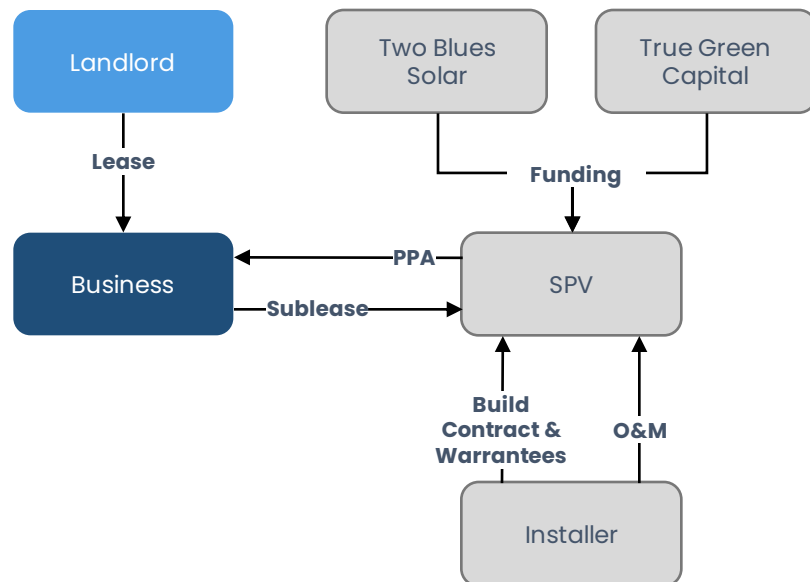 Landlord
Two Blues
Solar
True Green
Capital
Lease
Funding
Business
PPA
Sublease
SPV
Build
Contract &
Warrantees
O&M
Installer